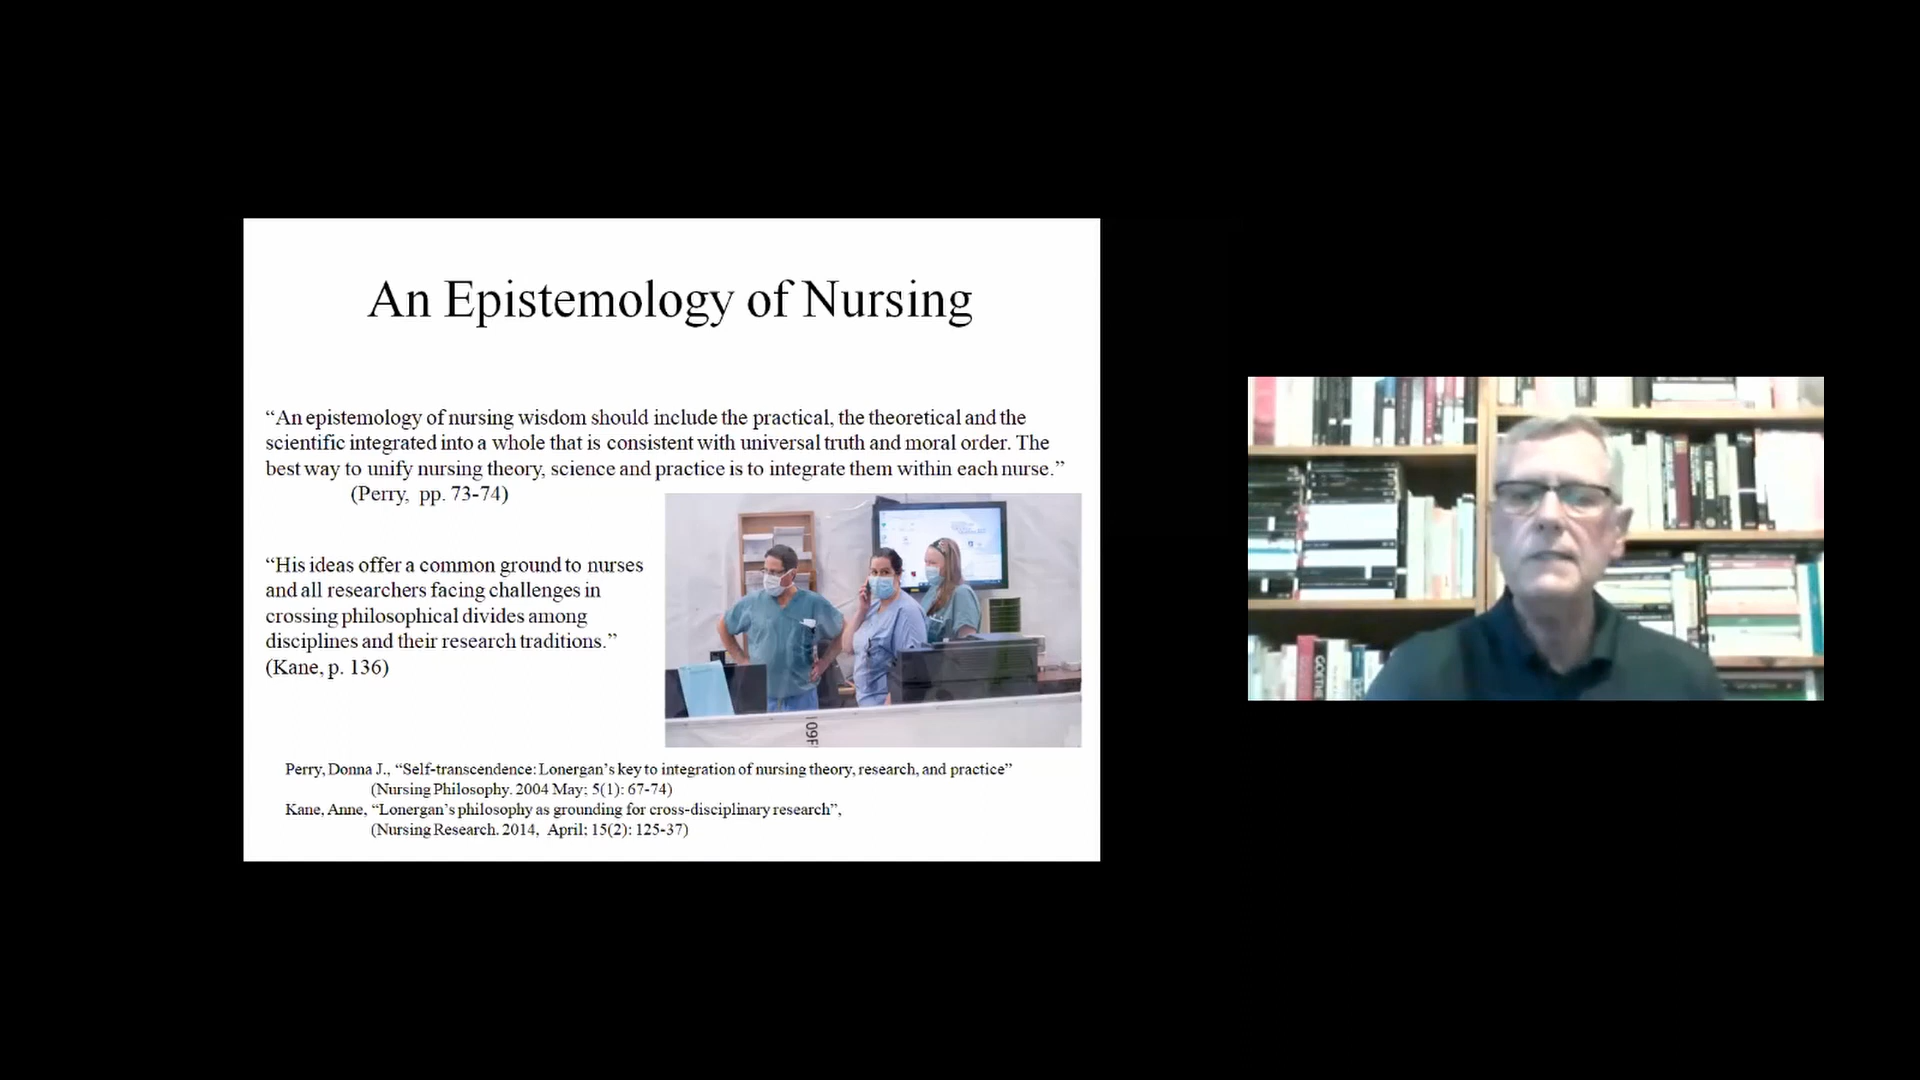 An Epistemology of Nursing
“An epistemology of nursing wisdom should include the practical, the theoretical and the
scientific integrated into a whole that is consistent with universal truth and moral order. The
best way to unify nursing theory, science and practice is to integrate them within each nurse.”
(Perry, pp. 73-74)
“His ideas offer a common ground to nurses
and all researchers facing challenges in
crossing philosophical divides among
disciplines and their research traditions.”
(Kane, p. 136)
109F
Perry, Donna J., “Self-transcendence: Lonergan’s key to integration of nursing theory, research, and practice”
(Nursing Philosophy. 2004 May; 5(1): 67-74)
Kane, Anne, “Lonergan’s philosophy as grounding for cross-disciplinary research”,
(Nursing Research. 2014, April; 15(2): 125-37)
GOETHE